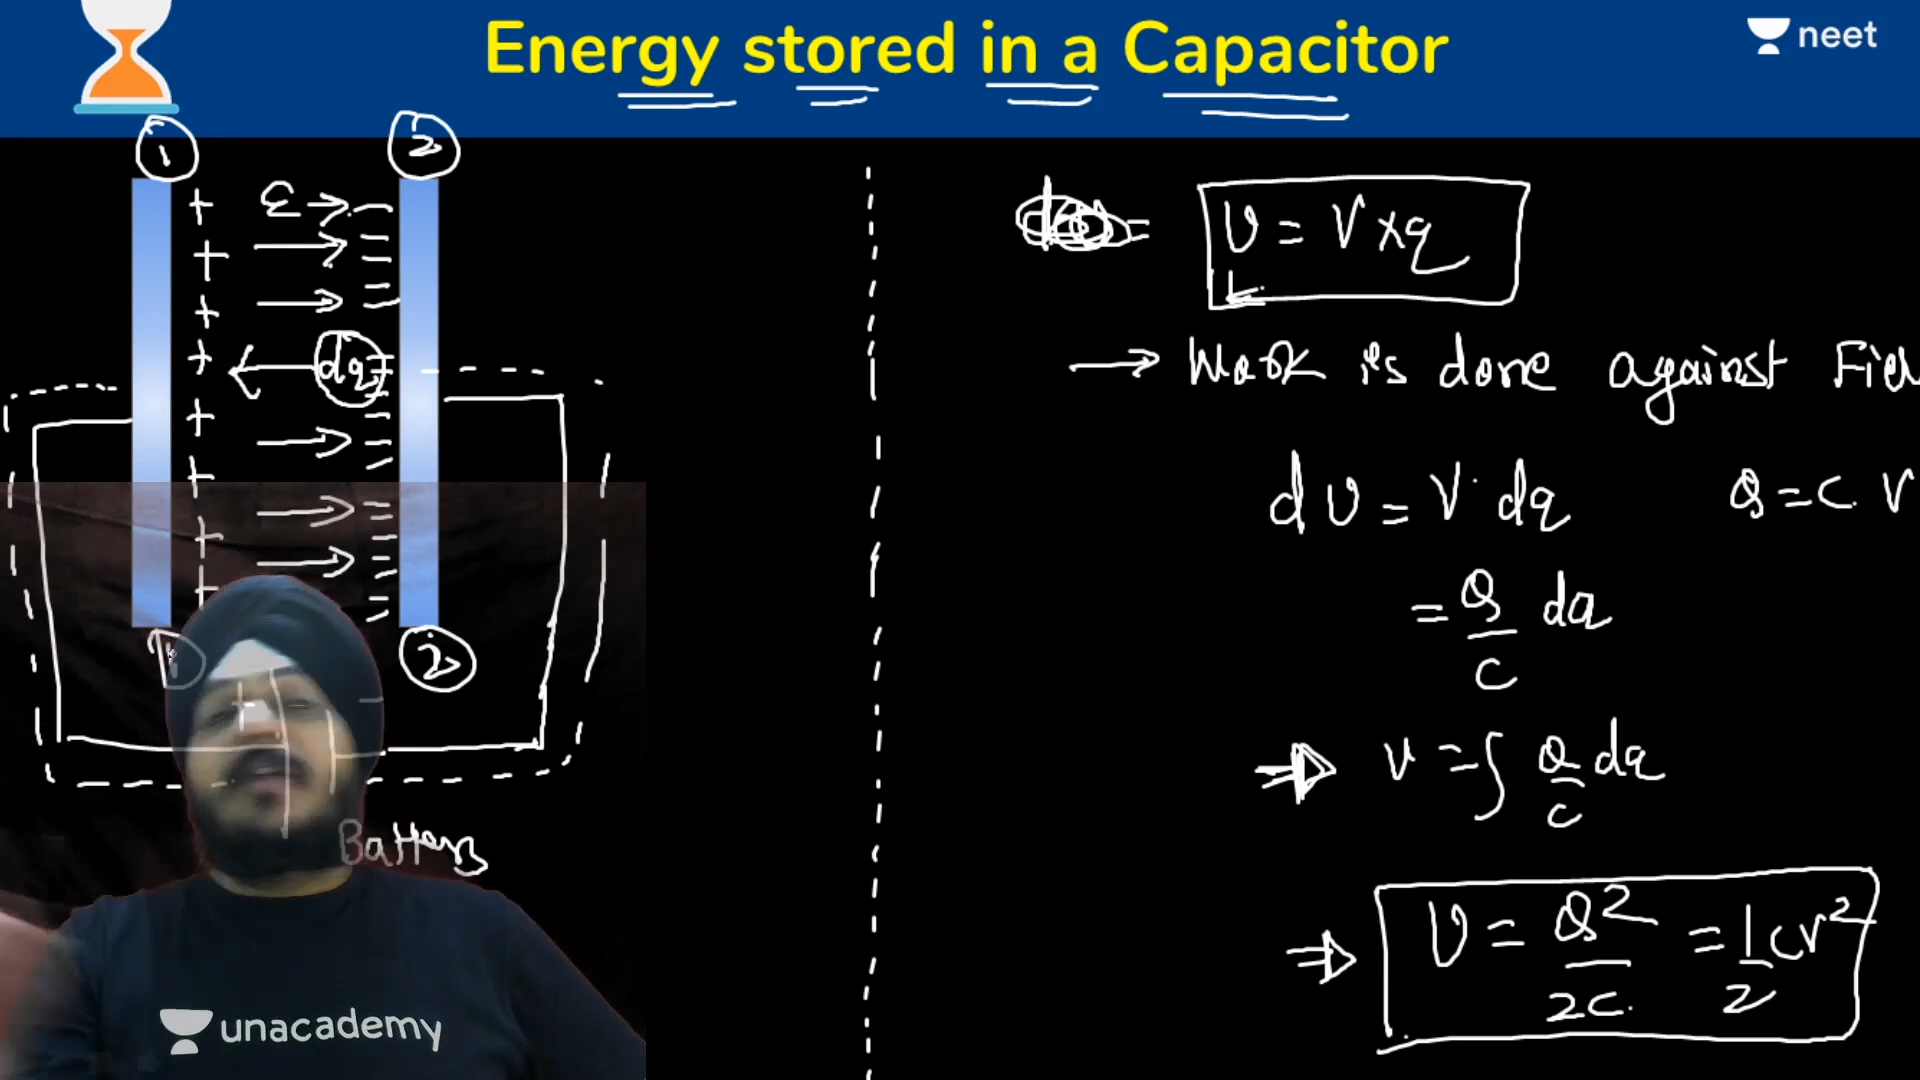 Energy stored in a Capacitor
neet
1
2
+ ε → −
+
+
+ dq
+
+
+
+
1
2
+ −
Battery
U = V × q
→ Work is done against
dU = V · dq
Q = C. V
= Q/C dq
⇒ U = ∫ Q/C dq
⇒ U = Q²/2C = 1/2 CV²
unacademy